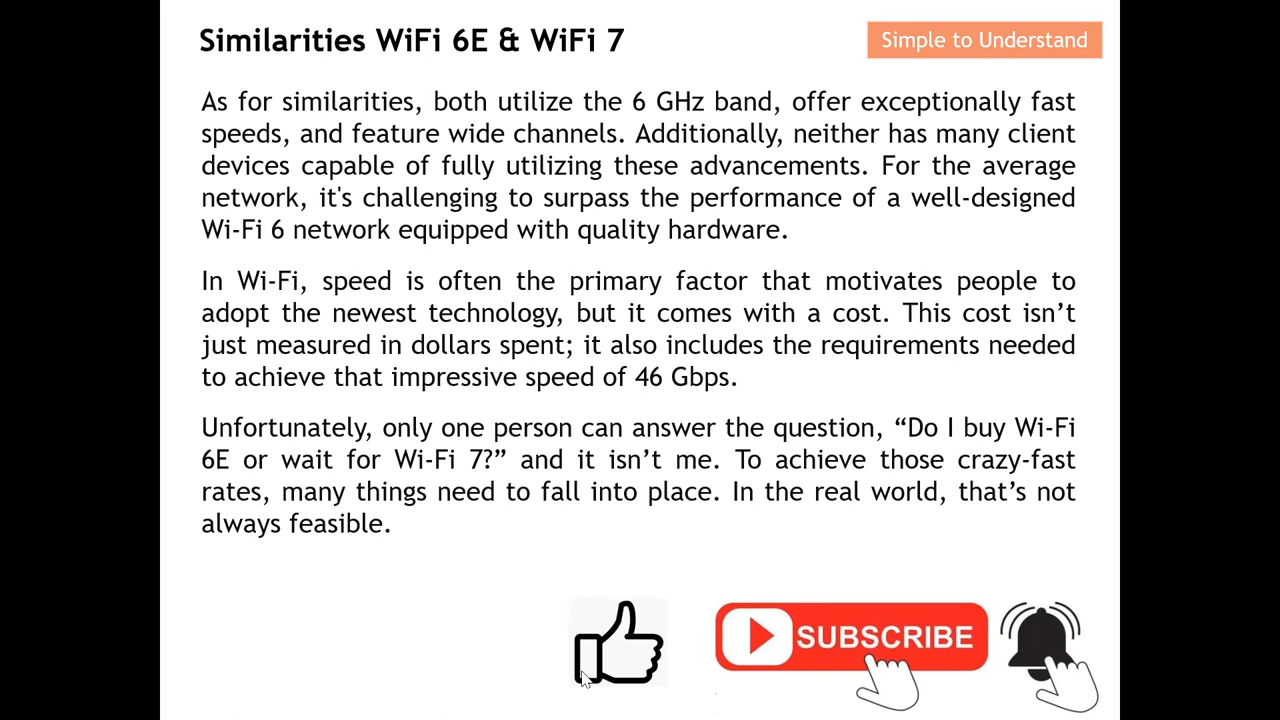 Similarities WiFi 6E & WiFi 7
Simple to Understand
As for similarities, both utilize the 6 GHz band, offer exceptionally fast
speeds, and feature wide channels. Additionally, neither has many client
devices capable of fully utilizing these advancements. For the average
network, it's challenging to surpass the performance of a well-designed
Wi-Fi 6 network equipped with quality hardware.
In Wi-Fi, speed is often the primary factor that motivates people to
adopt the newest technology, but it comes with a cost. This cost isn’t
just measured in dollars spent; it also includes the requirements needed
to achieve that impressive speed of 46 Gbps.
Unfortunately, only one person can answer the question, “Do I buy Wi-Fi
6E or wait for Wi-Fi 7?” and it isn’t me. To achieve those crazy-fast
rates, many things need to fall into place. In the real world, that’s not
always feasible.
SUBSCRIBE